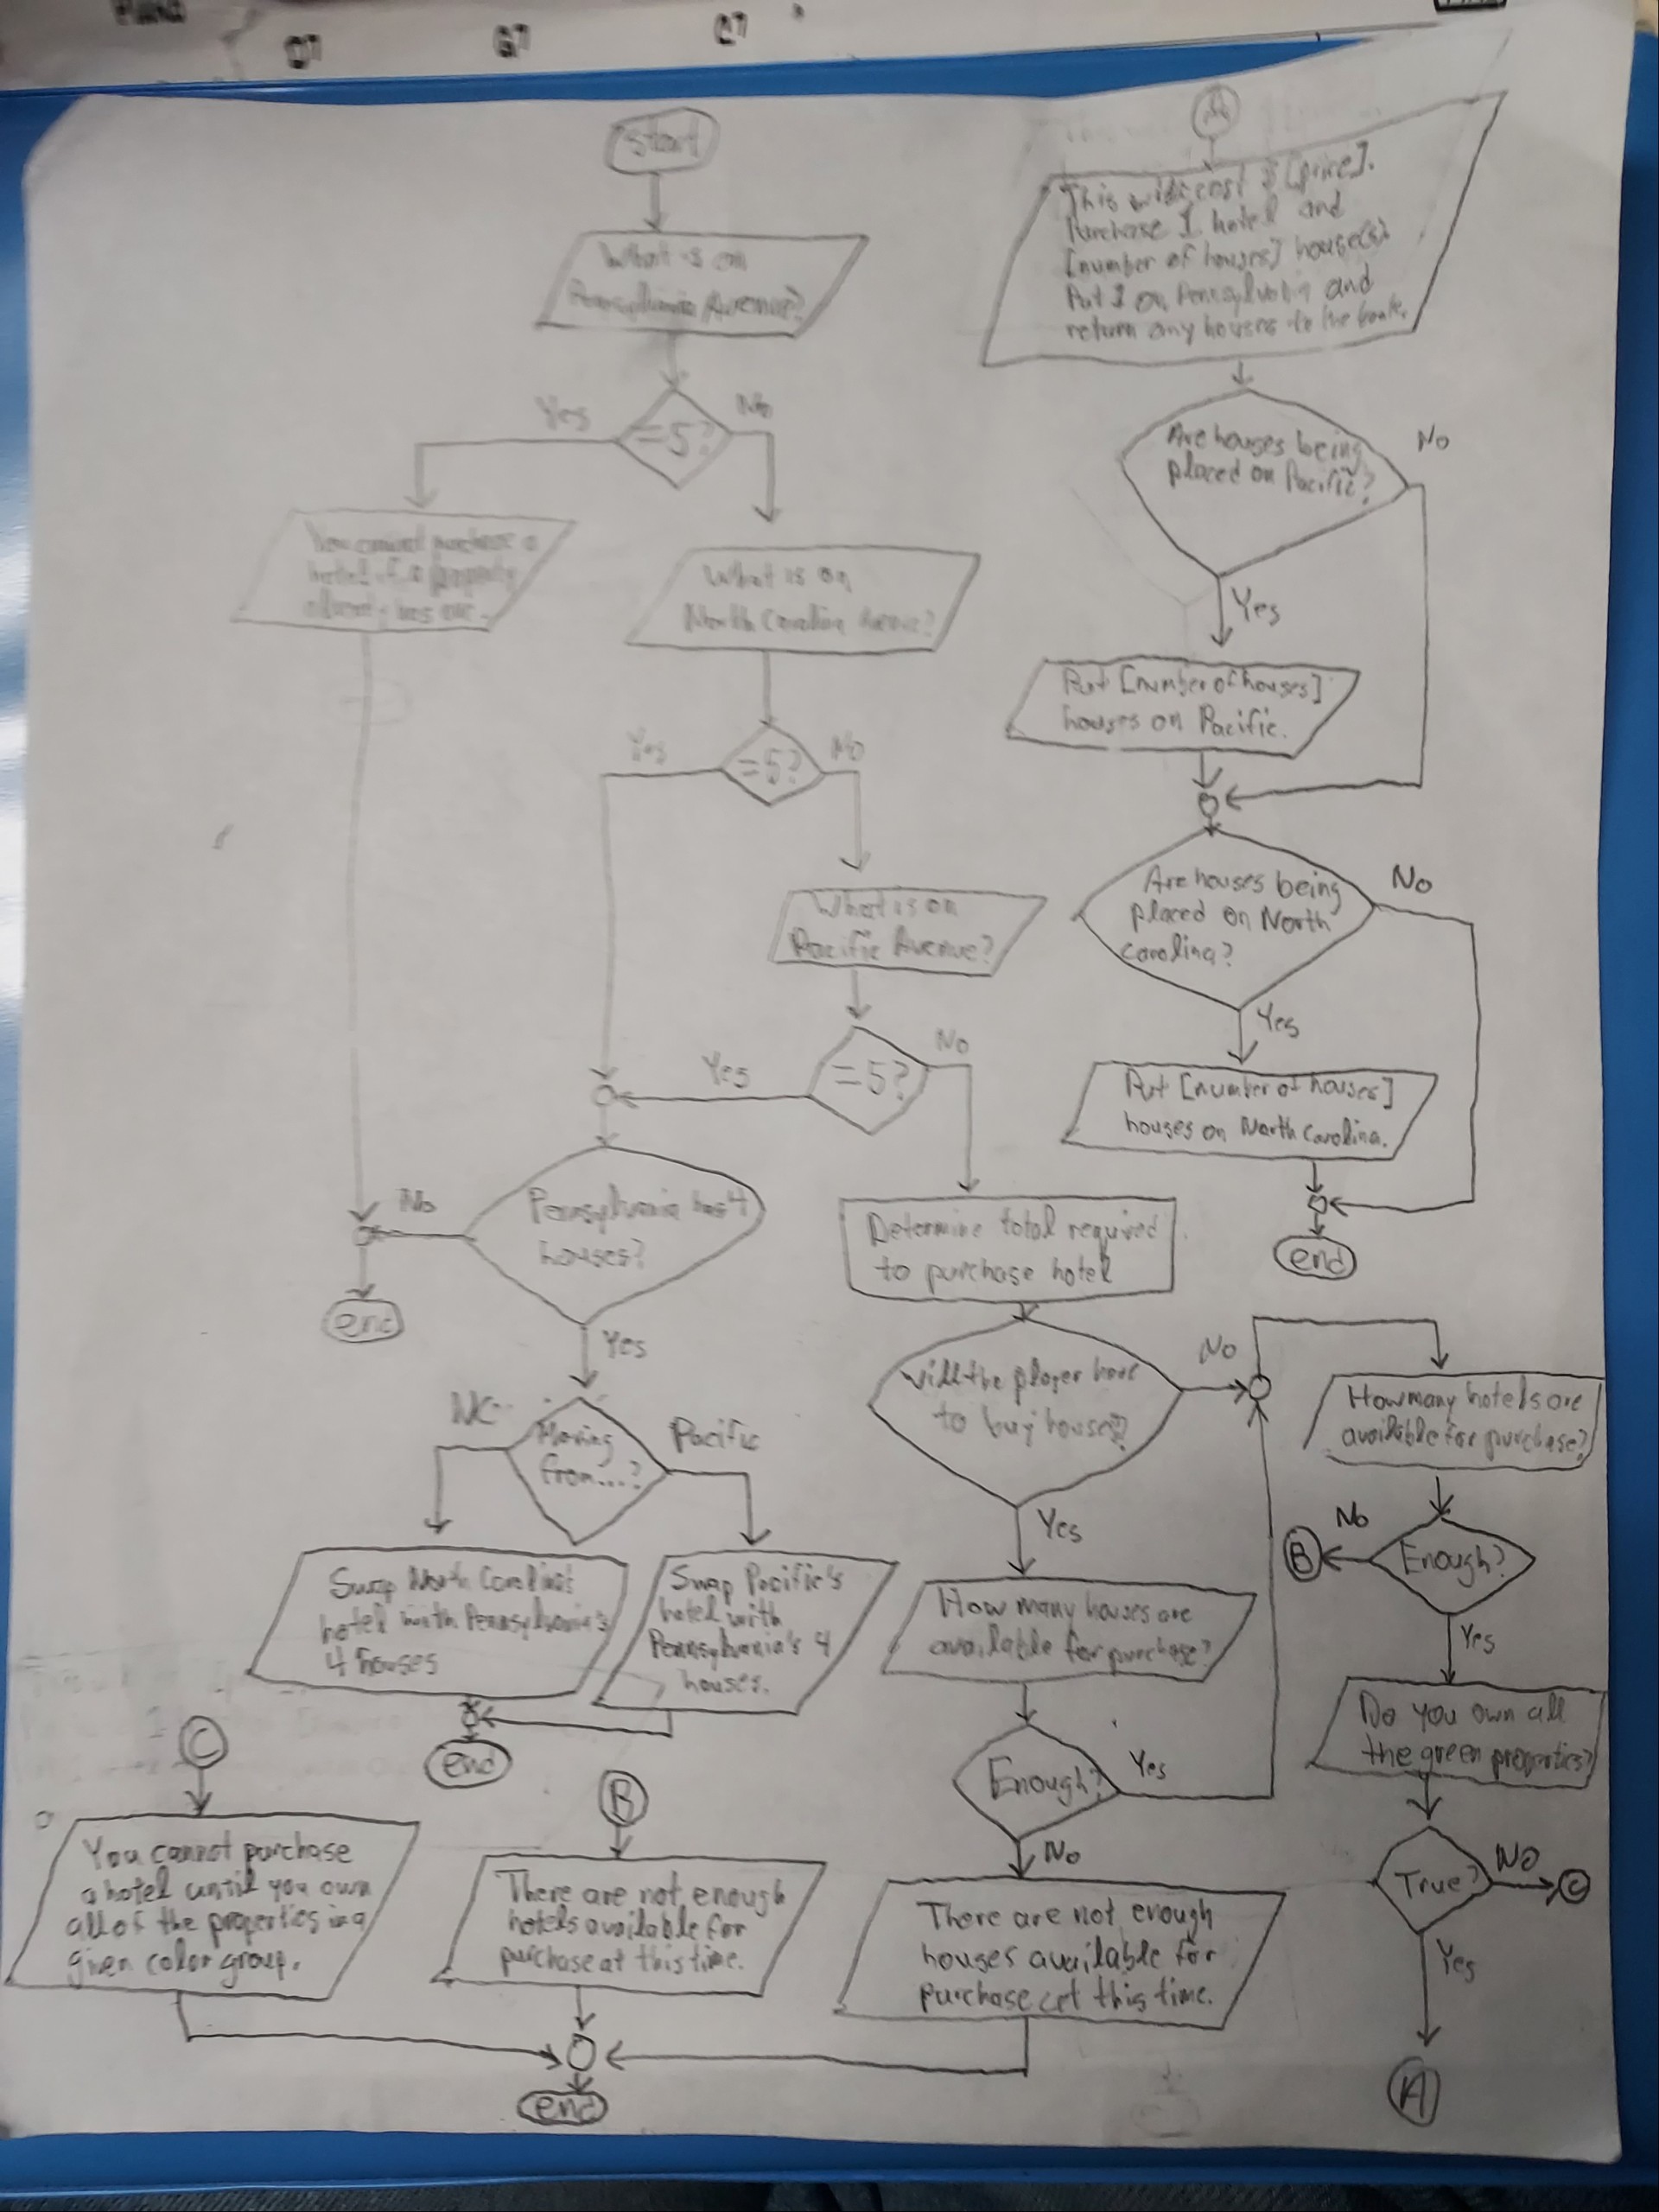 D7
G7
C7
Start
What is on
Pennsylvania Avenue?
=5?
Yes
No
You cannot purchase a
hotel if a property
already has one.
What is on
North Carolina Avenue?
=5?
Yes
No
What is on
Pacific Avenue?
=5?
Yes
No
Pennsylvania has 4
houses?
No
end
Yes
Moving
from...?
NC
Pacific
Swap North Carolina's
hotel with Pennsylvania's
4 houses
Swap Pacific's
hotel with
Pennsylvania's 4
houses.
end
Determine total required
to purchase hotel
Will the player have
to buy houses?
No
Yes
How many houses are
available for purchase?
Enough?
Yes
No
There are not enough
houses available for
purchase at this time.
How many hotels are
available for purchase?
Enough?
No
B
Yes
Do you own all
the green properties?
True?
No
C
Yes
A
C
You cannot purchase
a hotel until you own
all of the properties in a
given color group.
B
There are not enough
hotels available for
purchase at this time.
end
A
This will cost $[price].
Purchase 1 hotel and
[number of houses] house(s).
Put 1 on Pennsylvania and
return any houses to the bank.
Are houses being
placed on Pacific?
No
Yes
Put [number of houses]
houses on Pacific.
Are houses being
placed on North
Carolina?
No
Yes
Put [number of houses]
houses on North Carolina.
end